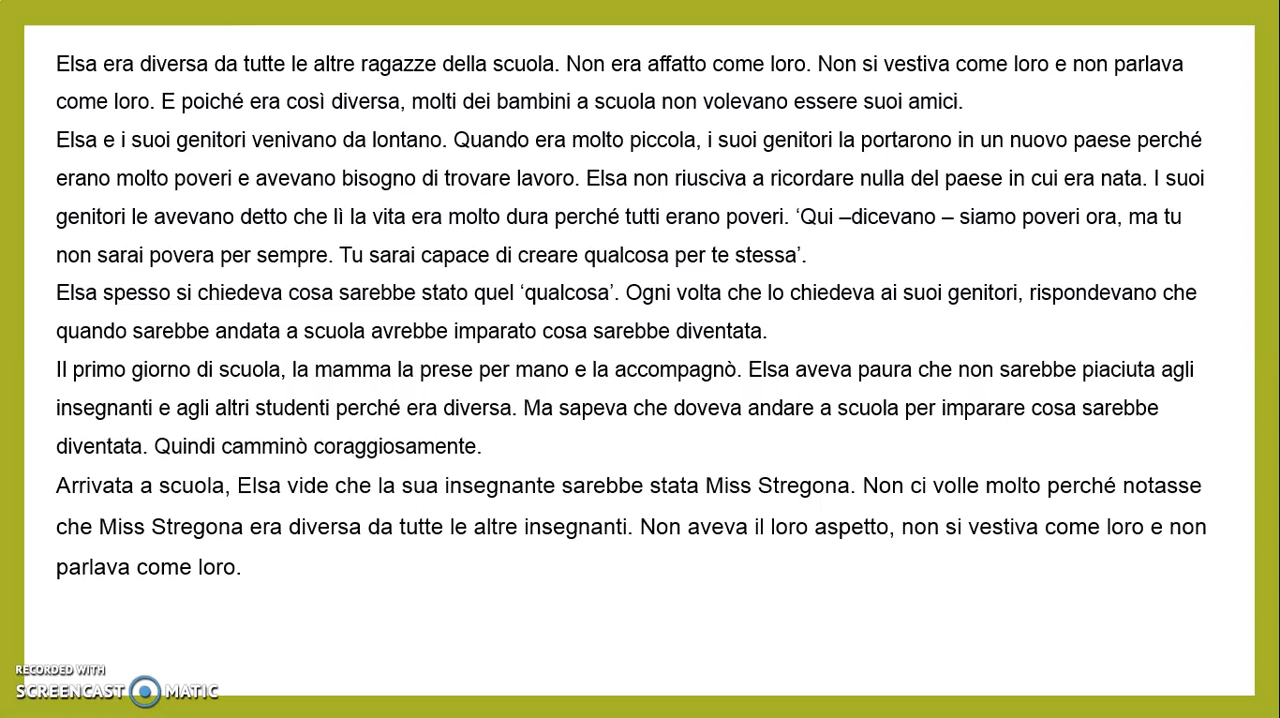 Elsa era diversa da tutte le altre ragazze della scuola. Non era affatto come loro. Non si vestiva come loro e non parlava
come loro. E poiché era così diversa, molti dei bambini a scuola non volevano essere suoi amici.
Elsa e i suoi genitori venivano da lontano. Quando era molto piccola, i suoi genitori la portarono in un nuovo paese perché
erano molto poveri e avevano bisogno di trovare lavoro. Elsa non riusciva a ricordare nulla del paese in cui era nata. I suoi
genitori le avevano detto che lì la vita era molto dura perché tutti erano poveri. ‘Qui –dicevano – siamo poveri ora, ma tu
non sarai povera per sempre. Tu sarai capace di creare qualcosa per te stessa’.
Elsa spesso si chiedeva cosa sarebbe stato quel ‘qualcosa’. Ogni volta che lo chiedeva ai suoi genitori, rispondevano che
quando sarebbe andata a scuola avrebbe imparato cosa sarebbe diventata.
Il primo giorno di scuola, la mamma la prese per mano e la accompagnò. Elsa aveva paura che non sarebbe piaciuta agli
insegnanti e agli altri studenti perché era diversa. Ma sapeva che doveva andare a scuola per imparare cosa sarebbe
diventata. Quindi camminò coraggiosamente.
Arrivata a scuola, Elsa vide che la sua insegnante sarebbe stata Miss Stregona. Non ci volle molto perché notasse
che Miss Stregona era diversa da tutte le altre insegnanti. Non aveva il loro aspetto, non si vestiva come loro e non
parlava come loro.
RECORDED WITH
SCREENCAST MATIC